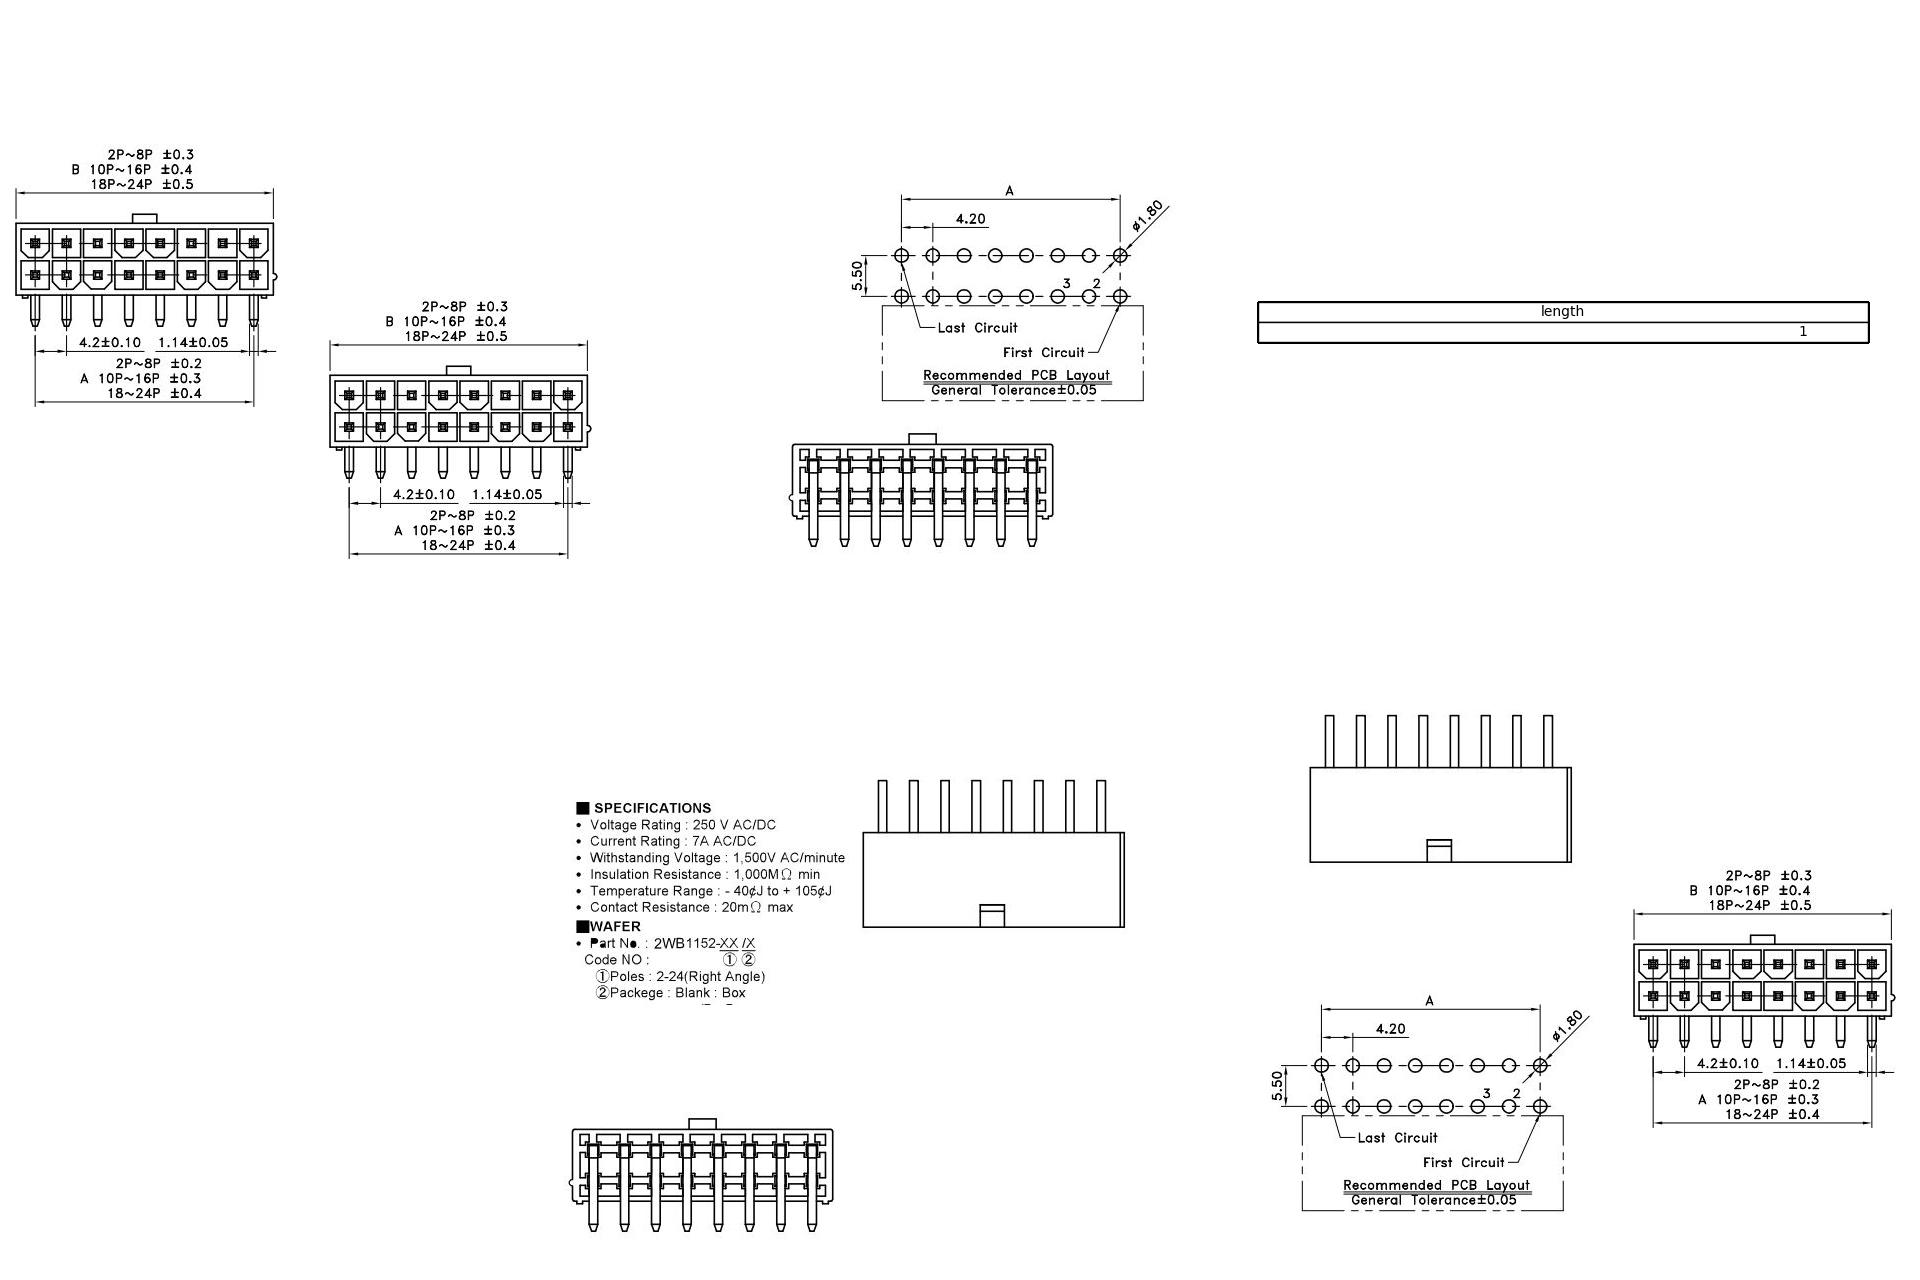 2P~8P ±0.3
B 10P~16P ±0.4
18P~24P ±0.5
4.2±0.10 1.14±0.05
2P~8P ±0.2
A 10P~16P ±0.3
18~24P ±0.4
2P~8P ±0.3
B 10P~16P ±0.4
18P~24P ±0.5
4.2±0.10 1.14±0.05
2P~8P ±0.2
A 10P~16P ±0.3
18~24P ±0.4
A
4.20
ø1.80
5.50
3 2
Last Circuit
First Circuit
Recommended PCB Layout
General Tolerance±0.05
length
1
■ SPECIFICATIONS
• Voltage Rating : 250 V AC/DC
• Current Rating : 7A AC/DC
• Withstanding Voltage : 1,500V AC/minute
• Insulation Resistance : 1,000MΩ min
• Temperature Range : - 40¢J to + 105¢J
• Contact Resistance : 20mΩ max
■WAFER
• Part No. : 2WB1152-XX /X
Code NO : ① ②
①Poles : 2-24(Right Angle)
②Packege : Blank : Box
2P~8P ±0.3
B 10P~16P ±0.4
18P~24P ±0.5
4.2±0.10 1.14±0.05
2P~8P ±0.2
A 10P~16P ±0.3
18~24P ±0.4
A
4.20
ø1.80
5.50
3 2
Last Circuit
First Circuit
Recommended PCB Layout
General Tolerance±0.05